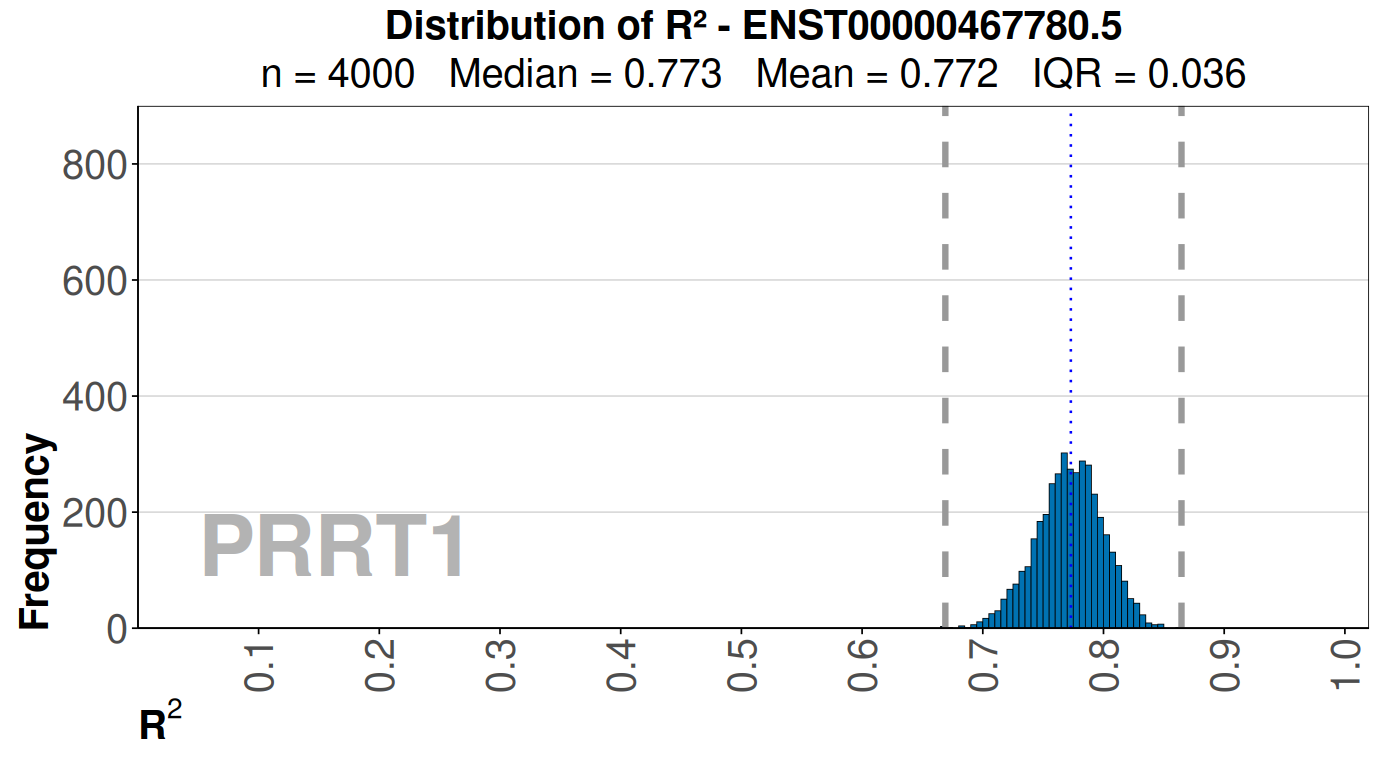 Distribution of R² - ENST00000467780.5
n = 4000   Median = 0.773   Mean = 0.772   IQR = 0.036
800
600
400
200
0
Frequency
PRRT1
0.1 0.2 0.3 0.4 0.5 0.6 0.7 0.8 0.9 1.0
R²